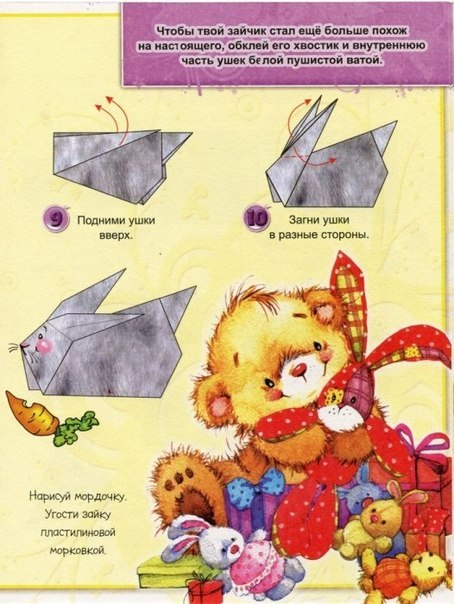 Чтобы твой зайчик стал ещё больше похож
на настоящего, обклей его хвостик и внутреннюю
часть ушек белой пушистой ватой.
9 Подними ушки
вверх.
10 Загни ушки
в разные стороны.
Нарисуй мордочку.
Угости зайку
пластилиновой
морковкой.